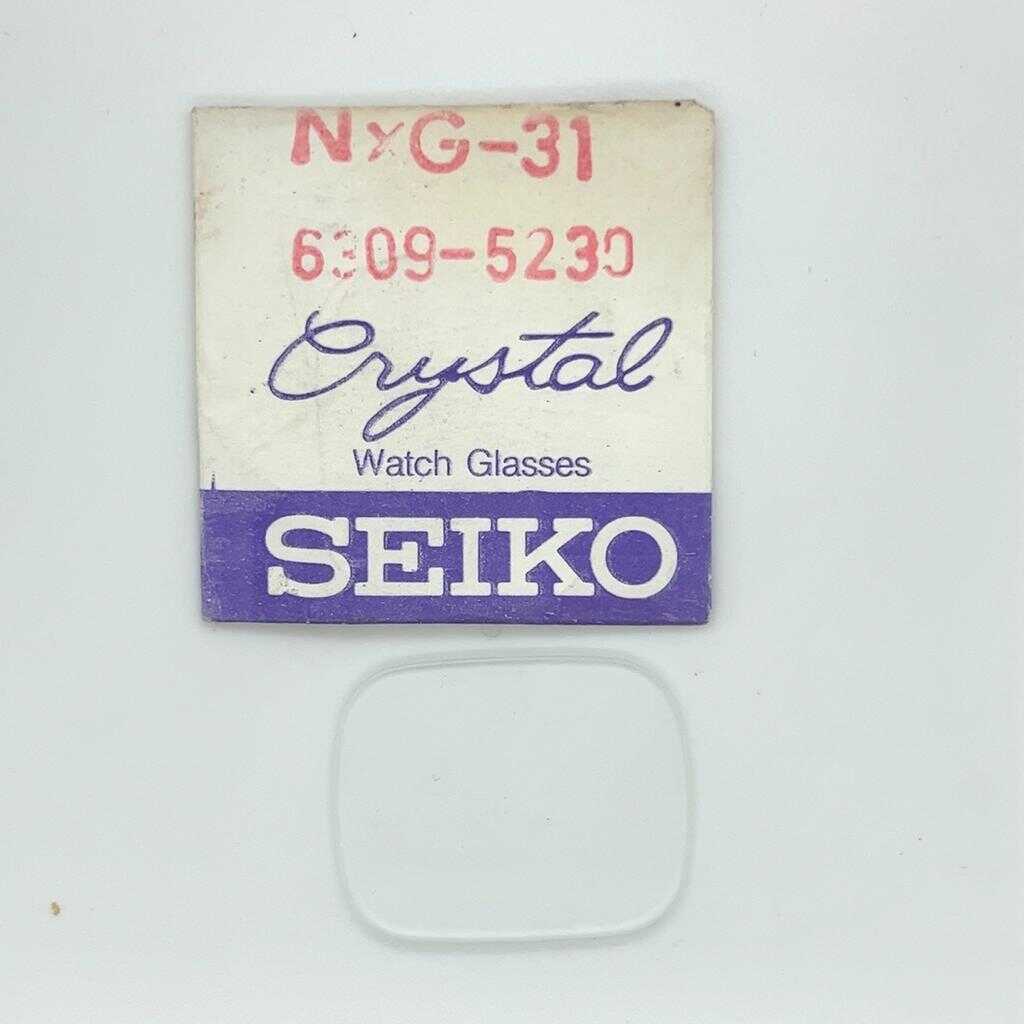 NxG-31
6309-5230
Crystal
Watch Glasses
SEIKO